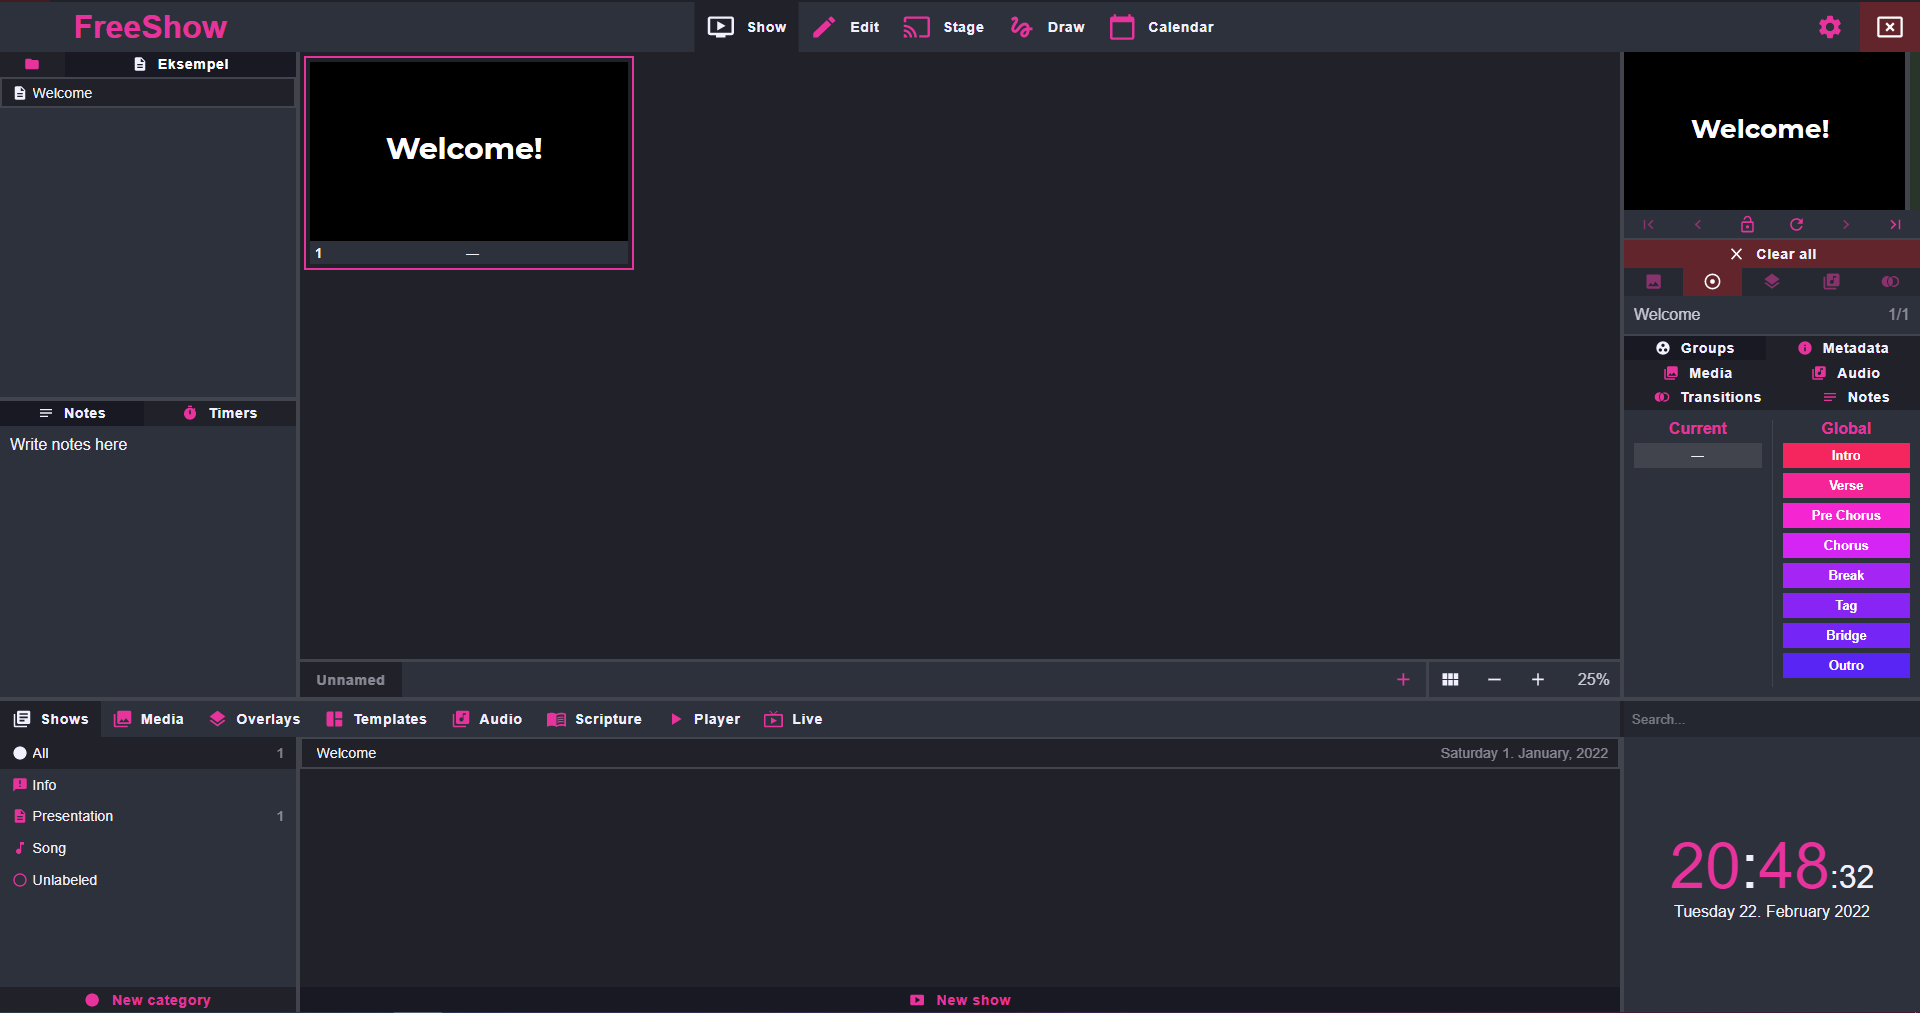 FreeShow
Show
Edit
Stage
Draw
Calendar
Eksempel
Welcome
Welcome!
1
—
Welcome!
Clear all
Welcome 1/1
Groups
Metadata
Media
Audio
Transitions
Notes
Current
—
Global
Intro
Verse
Pre Chorus
Chorus
Break
Tag
Bridge
Outro
Notes
Timers
Write notes here
Unnamed
25%
Shows
Media
Overlays
Templates
Audio
Scripture
Player
Live
Search...
All 1
Info
Presentation 1
Song
Unlabeled
Welcome Saturday 1. January, 2022
20:48:32
Tuesday 22. February 2022
New category
New show